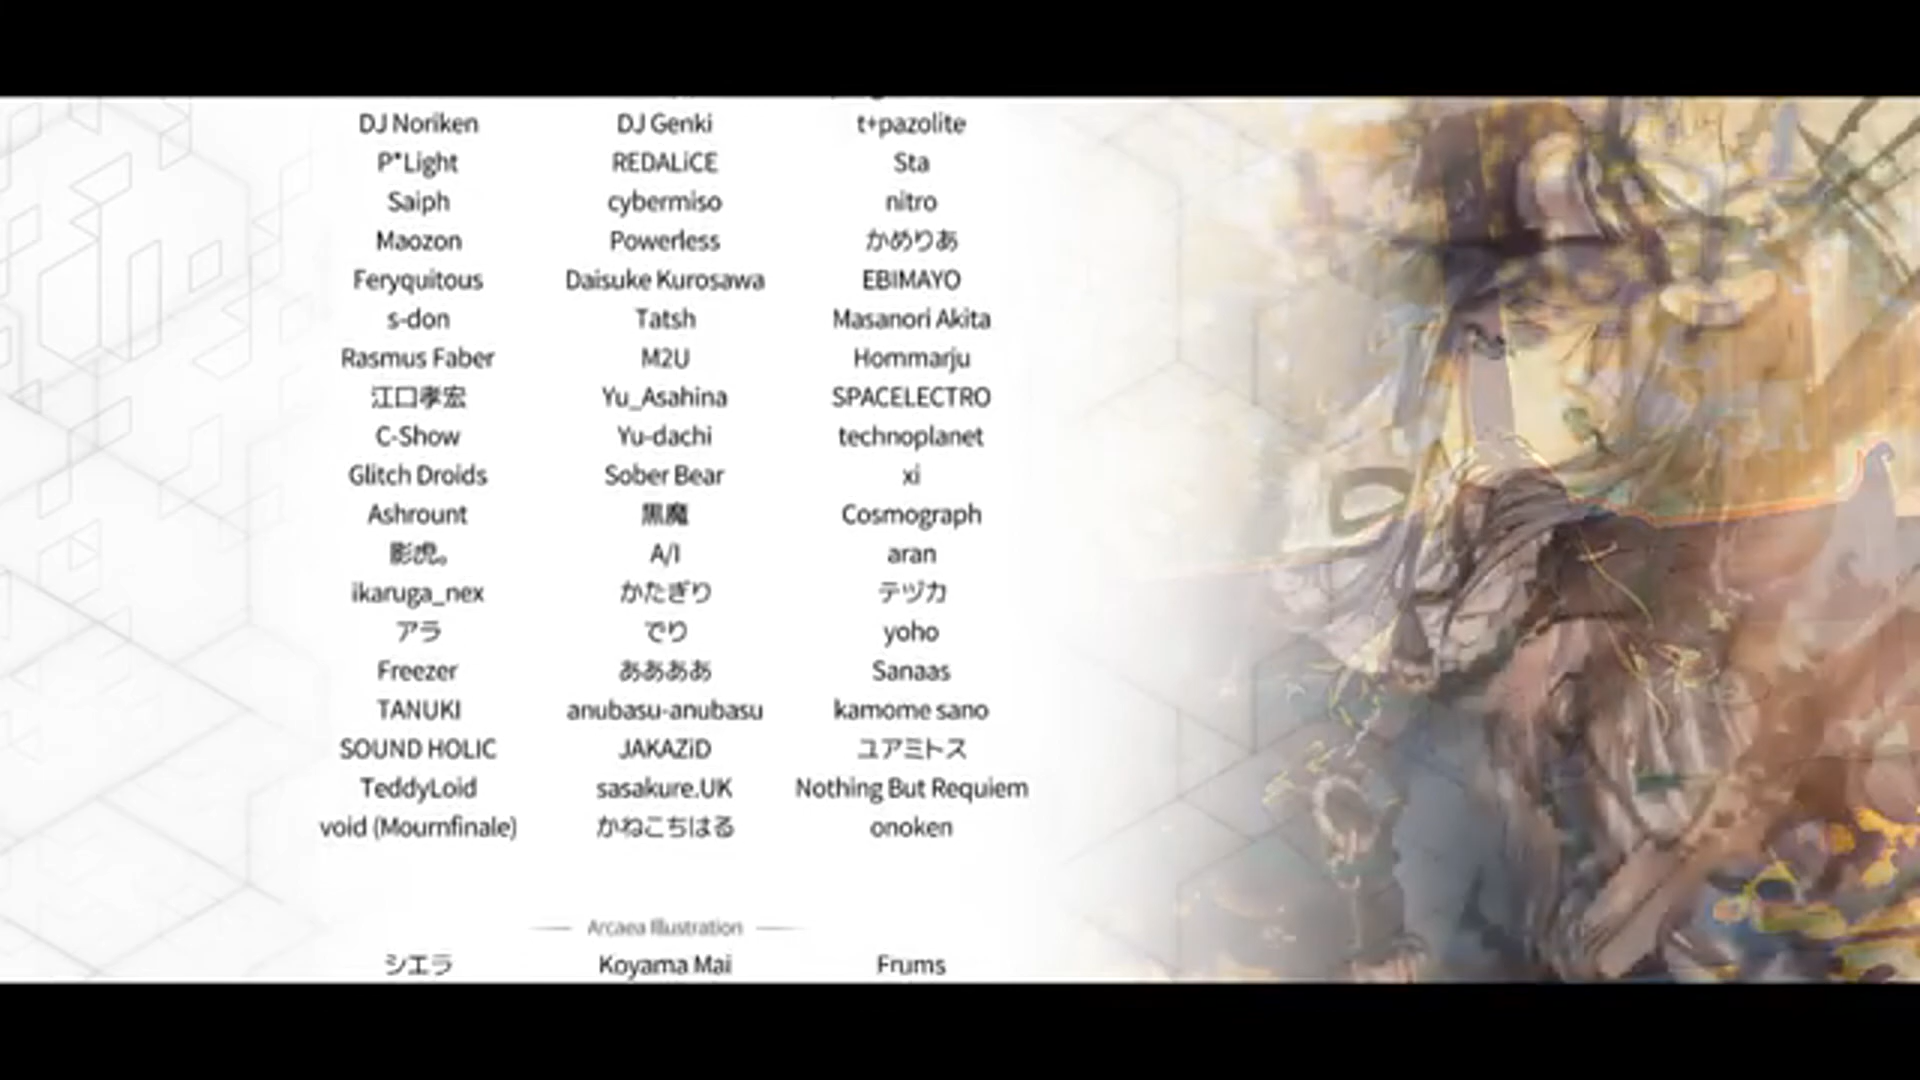 DJ Noriken DJ Genki t+pazolite
P*Light REDALiCE Sta
Saiph cybermiso nitro
Maozon Powerless かめりあ
Feryquitous Daisuke Kurosawa EBIMAYO
s-don Tatsh Masanori Akita
Rasmus Faber M2U Hommarju
江口孝宏 Yu_Asahina SPACELECTRO
C-Show Yu-dachi technoplanet
Glitch Droids Sober Bear xi
Ashrount 黒魔 Cosmograph
影虎。 A/I aran
ikaruga_nex かたぎり テヅカ
アラ でり yoho
Freezer ああああ Sanaas
TANUKI anubasu-anubasu kamome sano
SOUND HOLIC JAKAZiD ユアミトス
TeddyLoid sasakure.UK Nothing But Requiem
void (Mournfinale) かねこちはる onoken
Arcaea Illustration
シエラ Koyama Mai Frums